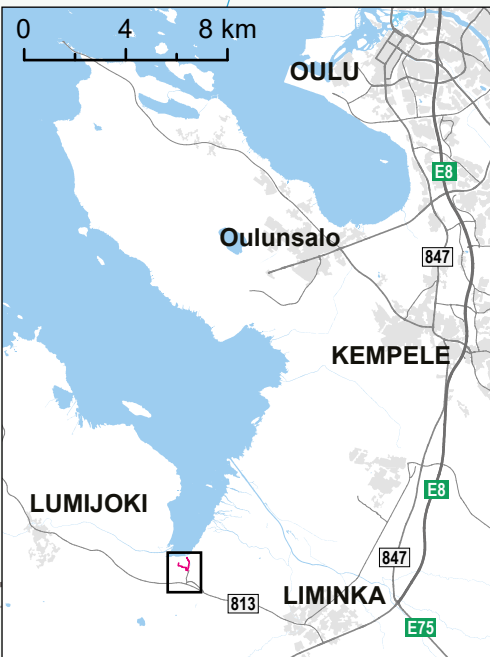 0 4 8 km
OULU
E8
Oulunsalo
847
KEMPELE
E8
LUMIJOKI
847
LIMINKA
813
E75